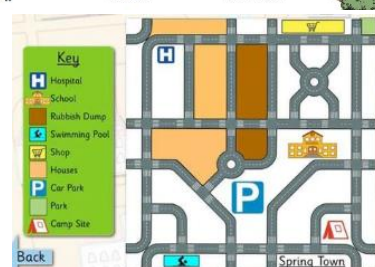 Key
H Hospital
School
Rubbish Dump
Swimming Pool
Shop
Houses
P Car Park
Park
Camp Site
Back
H
P
Spring Town